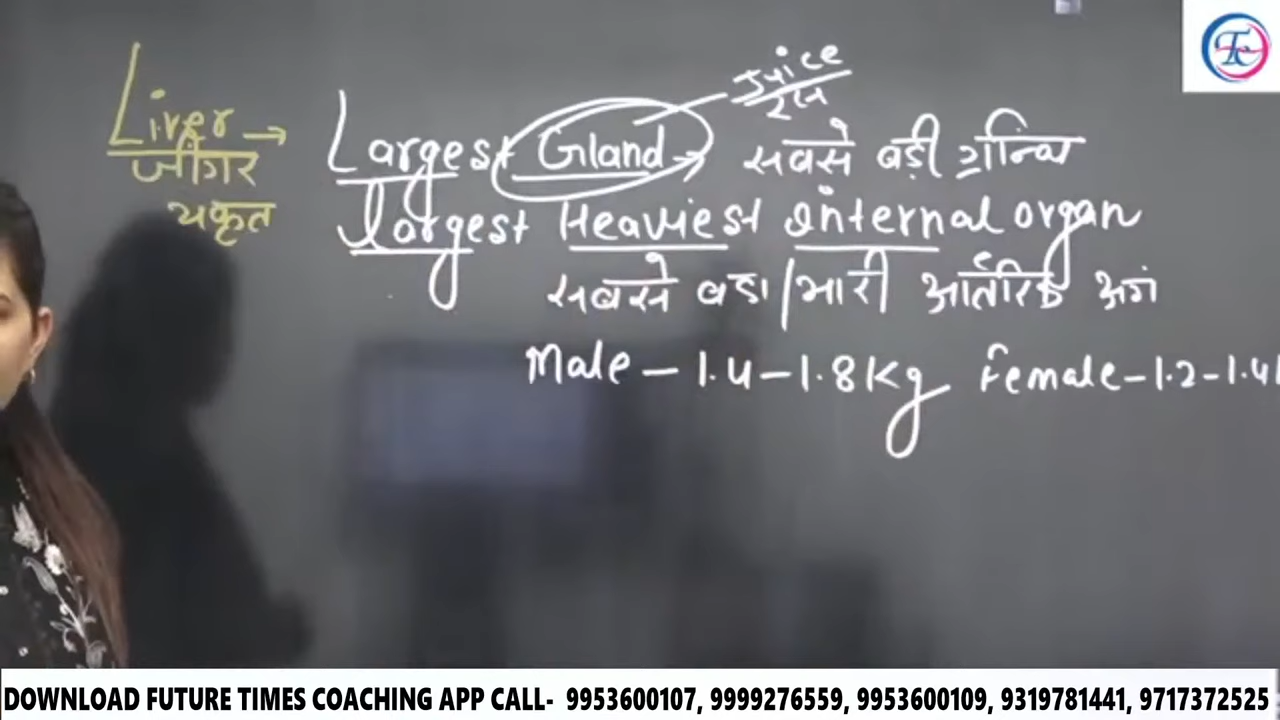 Liver → Largest Gland → सबसे बड़ी ग्रन्थि
Juice
रस
जीगर
यकृत
largest Heaviest Internal organ
सबसे बडा/भारी आंतरिक अगं
Male - 1.4 - 1.8 Kg Female - 1.2 - 1.4
Tc
DOWNLOAD FUTURE TIMES COACHING APP CALL- 9953600107, 9999276559, 9953600109, 9319781441, 9717372525